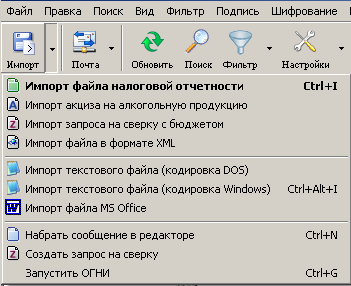 Файл Правка Поиск Вид Фильтр Подпись Шифрование
Импорт Почта Обновить Поиск Фильтр Настройки
Импорт файла налоговой отчетности Ctrl+I
Импорт акциза на алкогольную продукцию
Импорт запроса на сверку с бюджетом
Импорт файла в формате XML
Импорт текстового файла (кодировка DOS)
Импорт текстового файла (кодировка Windows) Ctrl+Alt+I
Импорт файла MS Office
Набрать сообщение в редакторе Ctrl+N
Создать запрос на сверку
Запустить ОГНИ Ctrl+G